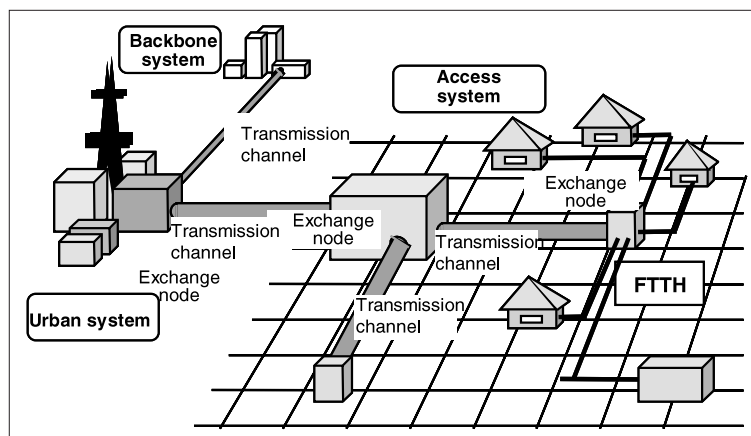 Backbone
system
Access
system
Transmission
channel
Exchange
node
Transmission
channel
Exchange
node
Transmission
channel
Exchange
node
Transmission
channel
FTTH
Urban system